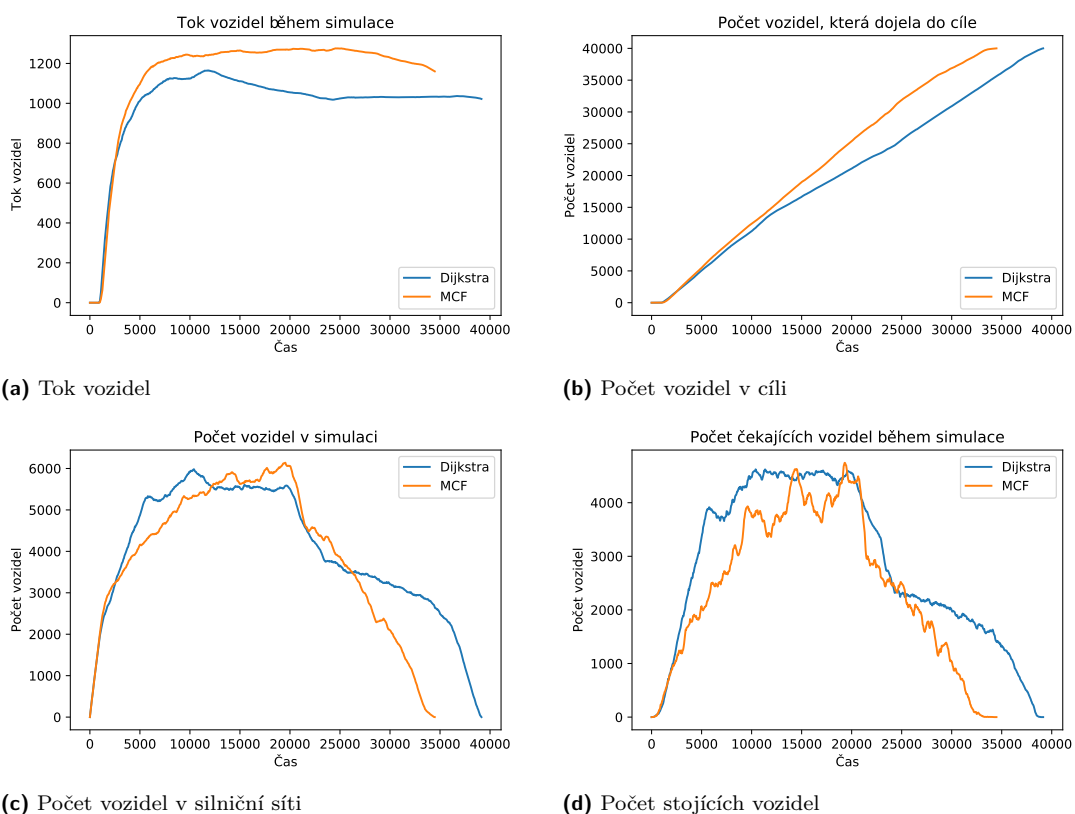 Tok vozidel během simulace
Tok vozidel
1200
1000
800
600
400
200
0
Dijkstra
MCF
0 5000 10000 15000 20000 25000 30000 35000 40000
Čas
(a) Tok vozidel
Počet vozidel, která dojela do cíle
Počet vozidel
40000
35000
30000
25000
20000
15000
10000
5000
0
Dijkstra
MCF
0 5000 10000 15000 20000 25000 30000 35000 40000
Čas
(b) Počet vozidel v cíli
Počet vozidel v simulaci
Počet vozidel
6000
5000
4000
3000
2000
1000
0
Dijkstra
MCF
0 5000 10000 15000 20000 25000 30000 35000 40000
Čas
(c) Počet vozidel v silniční síti
Počet čekajících vozidel během simulace
Počet vozidel
4000
3000
2000
1000
0
Dijkstra
MCF
0 5000 10000 15000 20000 25000 30000 35000 40000
Čas
(d) Počet stojících vozidel